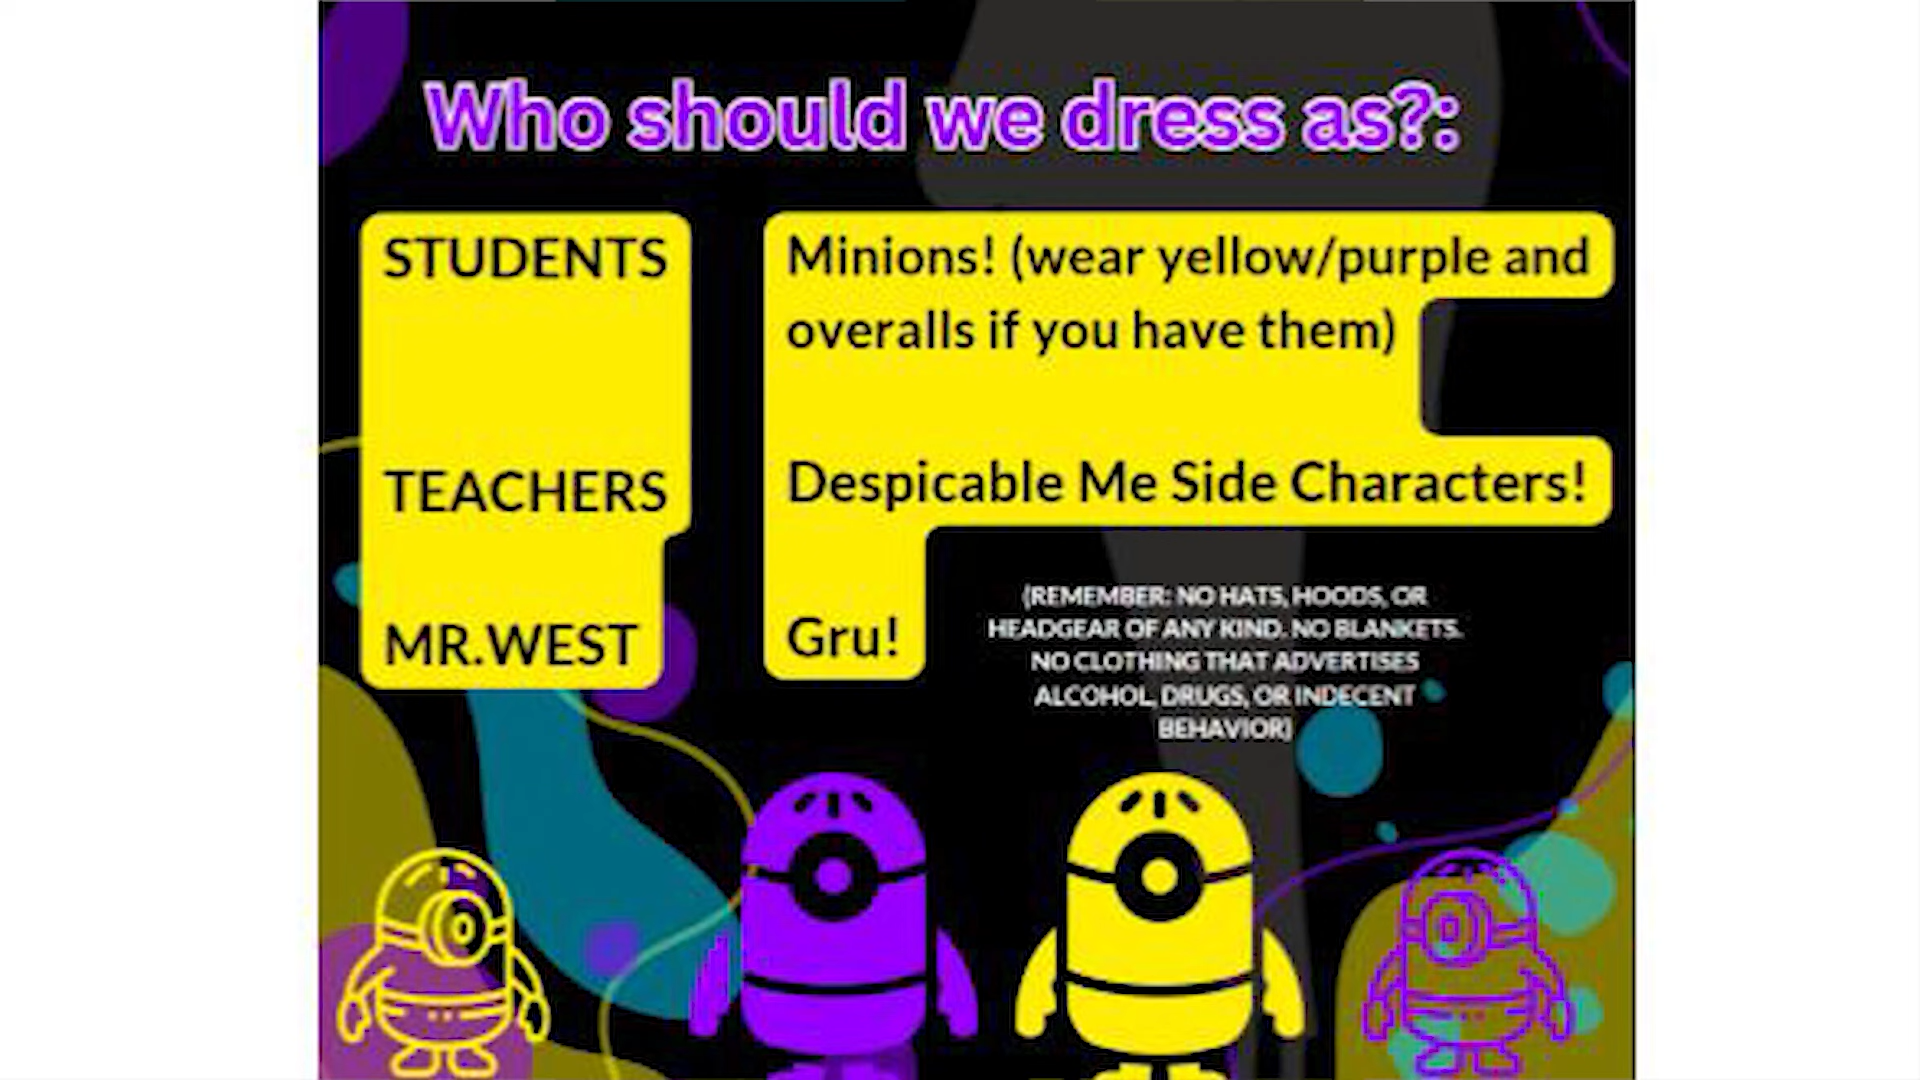 Who should we dress as?:
STUDENTS
Minions! (wear yellow/purple and
overalls if you have them)
TEACHERS
Despicable Me Side Characters!
MR.WEST
Gru!
(REMEMBER: NO HATS, HOODS, OR
HEADGEAR OF ANY KIND. NO BLANKETS.
NO CLOTHING THAT ADVERTISES
ALCOHOL, DRUGS, OR INDECENT
BEHAVIOR)